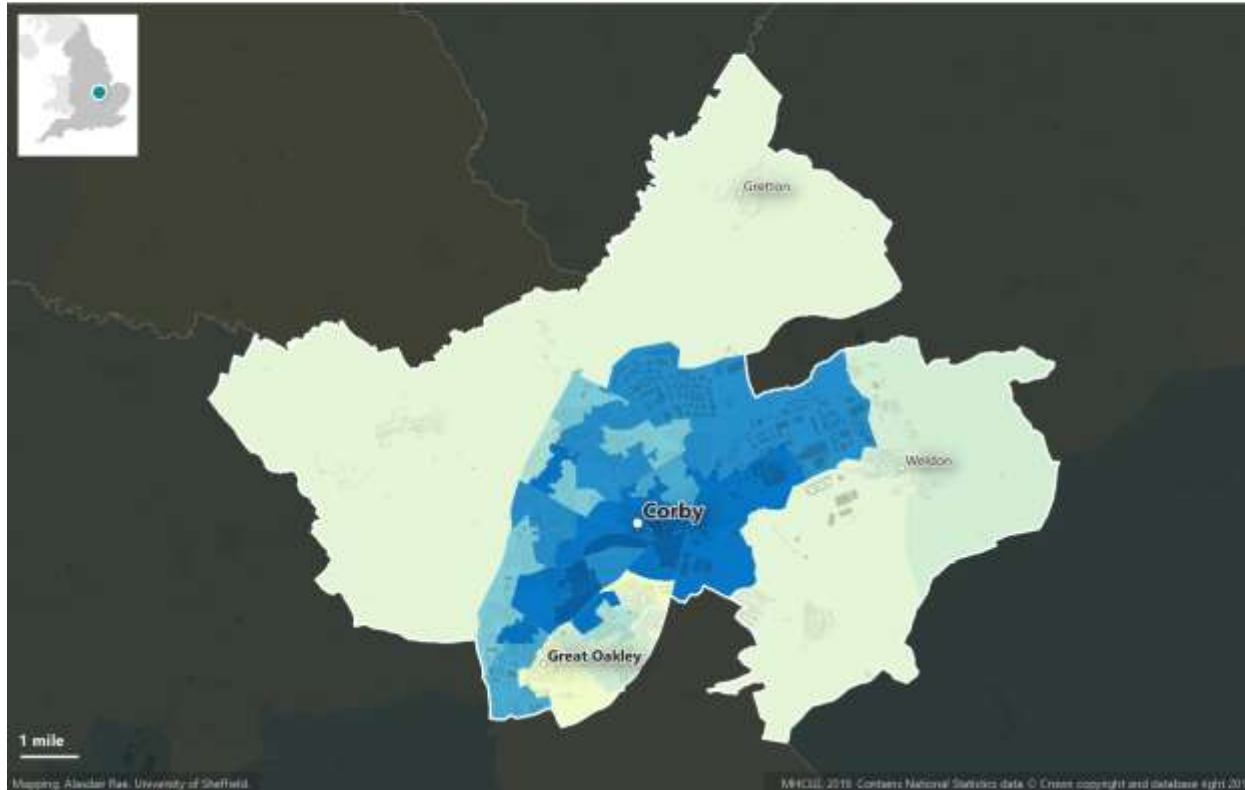 Gretton
Weldon
Corby
Great Oakley
1 mile
Mapping: Alasdair Rae, University of Sheffield.
MHCLG, 2019. Contains National Statistics data. © Crown copyright and database right